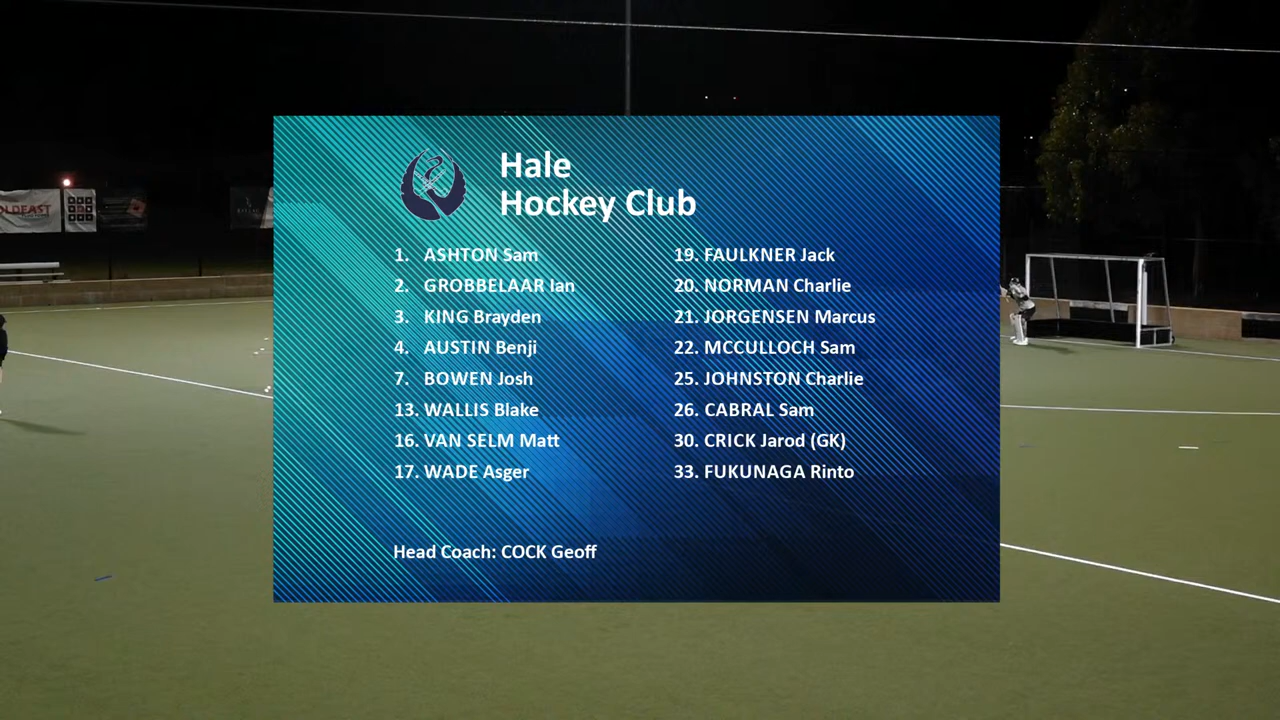 Hale
Hockey Club
1. ASHTON Sam
2. GROBBELAAR Ian
3. KING Brayden
4. AUSTIN Benji
7. BOWEN Josh
13. WALLIS Blake
16. VAN SELM Matt
17. WADE Asger
19. FAULKNER Jack
20. NORMAN Charlie
21. JORGENSEN Marcus
22. MCCULLOCH Sam
25. JOHNSTON Charlie
26. CABRAL Sam
30. CRICK Jarod (GK)
33. FUKUNAGA Rinto
Head Coach: COCK Geoff